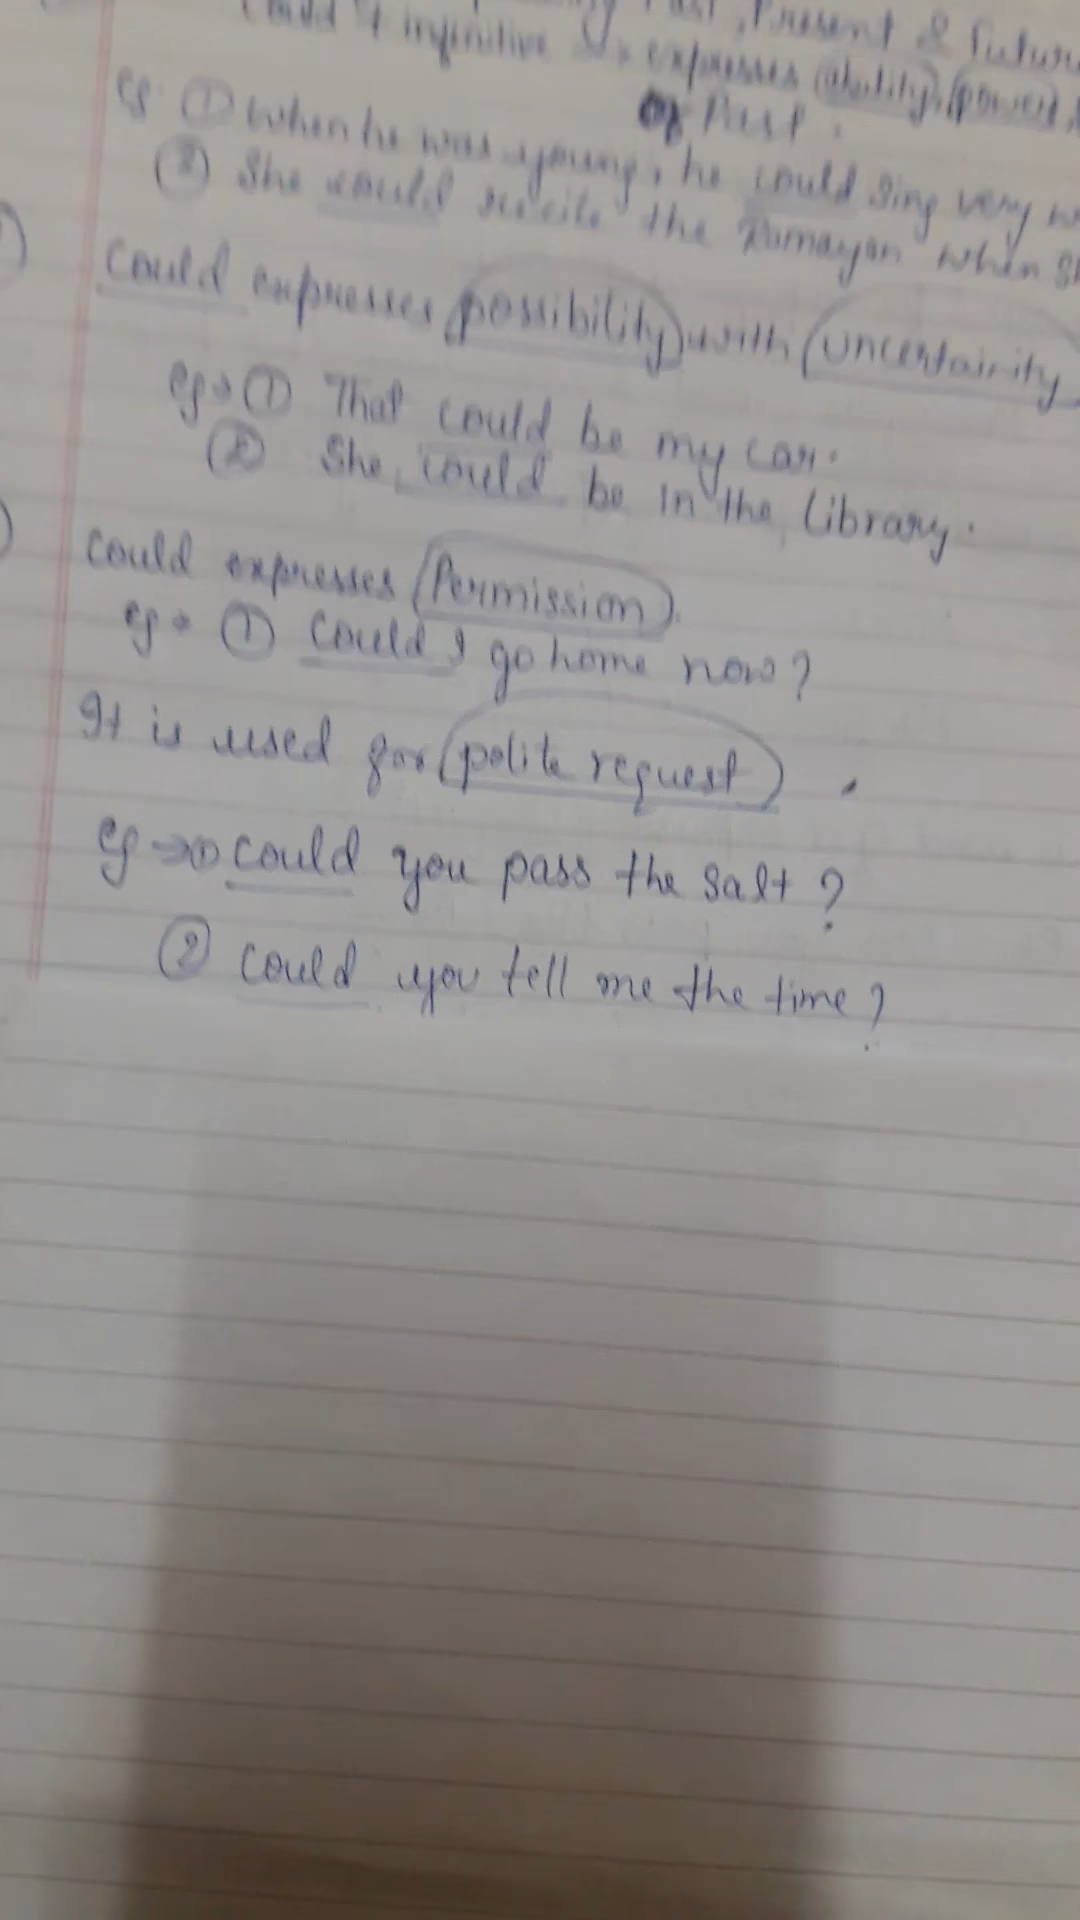 Past, Present & Future
Could + infinitive expresses ability, power,
of Past.
eg. ① When he was young, he could sing very
② She could recite the Ramayan when
Could expresses possibility with uncertainity
eg → ① That could be my car.
② She could be in the Library.
Could expresses Permission.
eg → ① Could I go home now?
It is used for polite request.
eg → ① Could you pass the salt?
② Could you tell me the time?